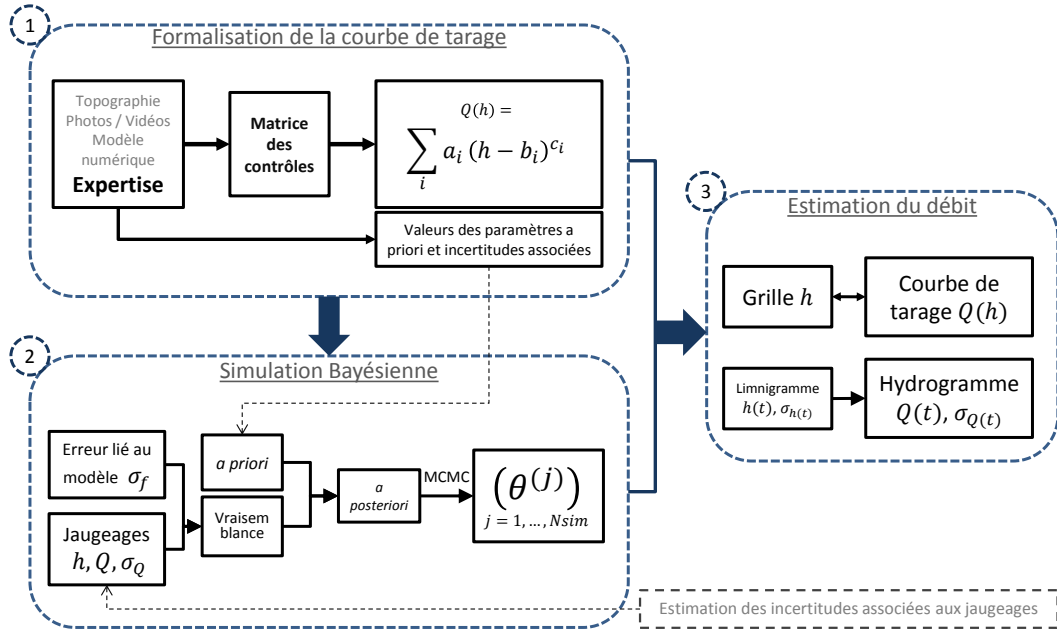 1
Formalisation de la courbe de tarage
Topographie
Photos / Vidéos
Modèle
numérique
Expertise
Matrice
des
contrôles
Q(h) =
∑ a_i (h − b_i)^{c_i}
i
Valeurs des paramètres a
priori et incertitudes associées
2
Simulation Bayésienne
Erreur lié au
modèle σ_f
Jaugeages
h, Q, σ_Q
a priori
Vraisem
blance
a
posteriori
MCMC
(θ^{(j)})
j = 1, … , Nsim
3
Estimation du débit
Grille h
Courbe de
tarage Q(h)
Limnigramme
h(t), σ_{h(t)}
Hydrogramme
Q(t), σ_{Q(t)}
Estimation des incertitudes associées aux jaugeages